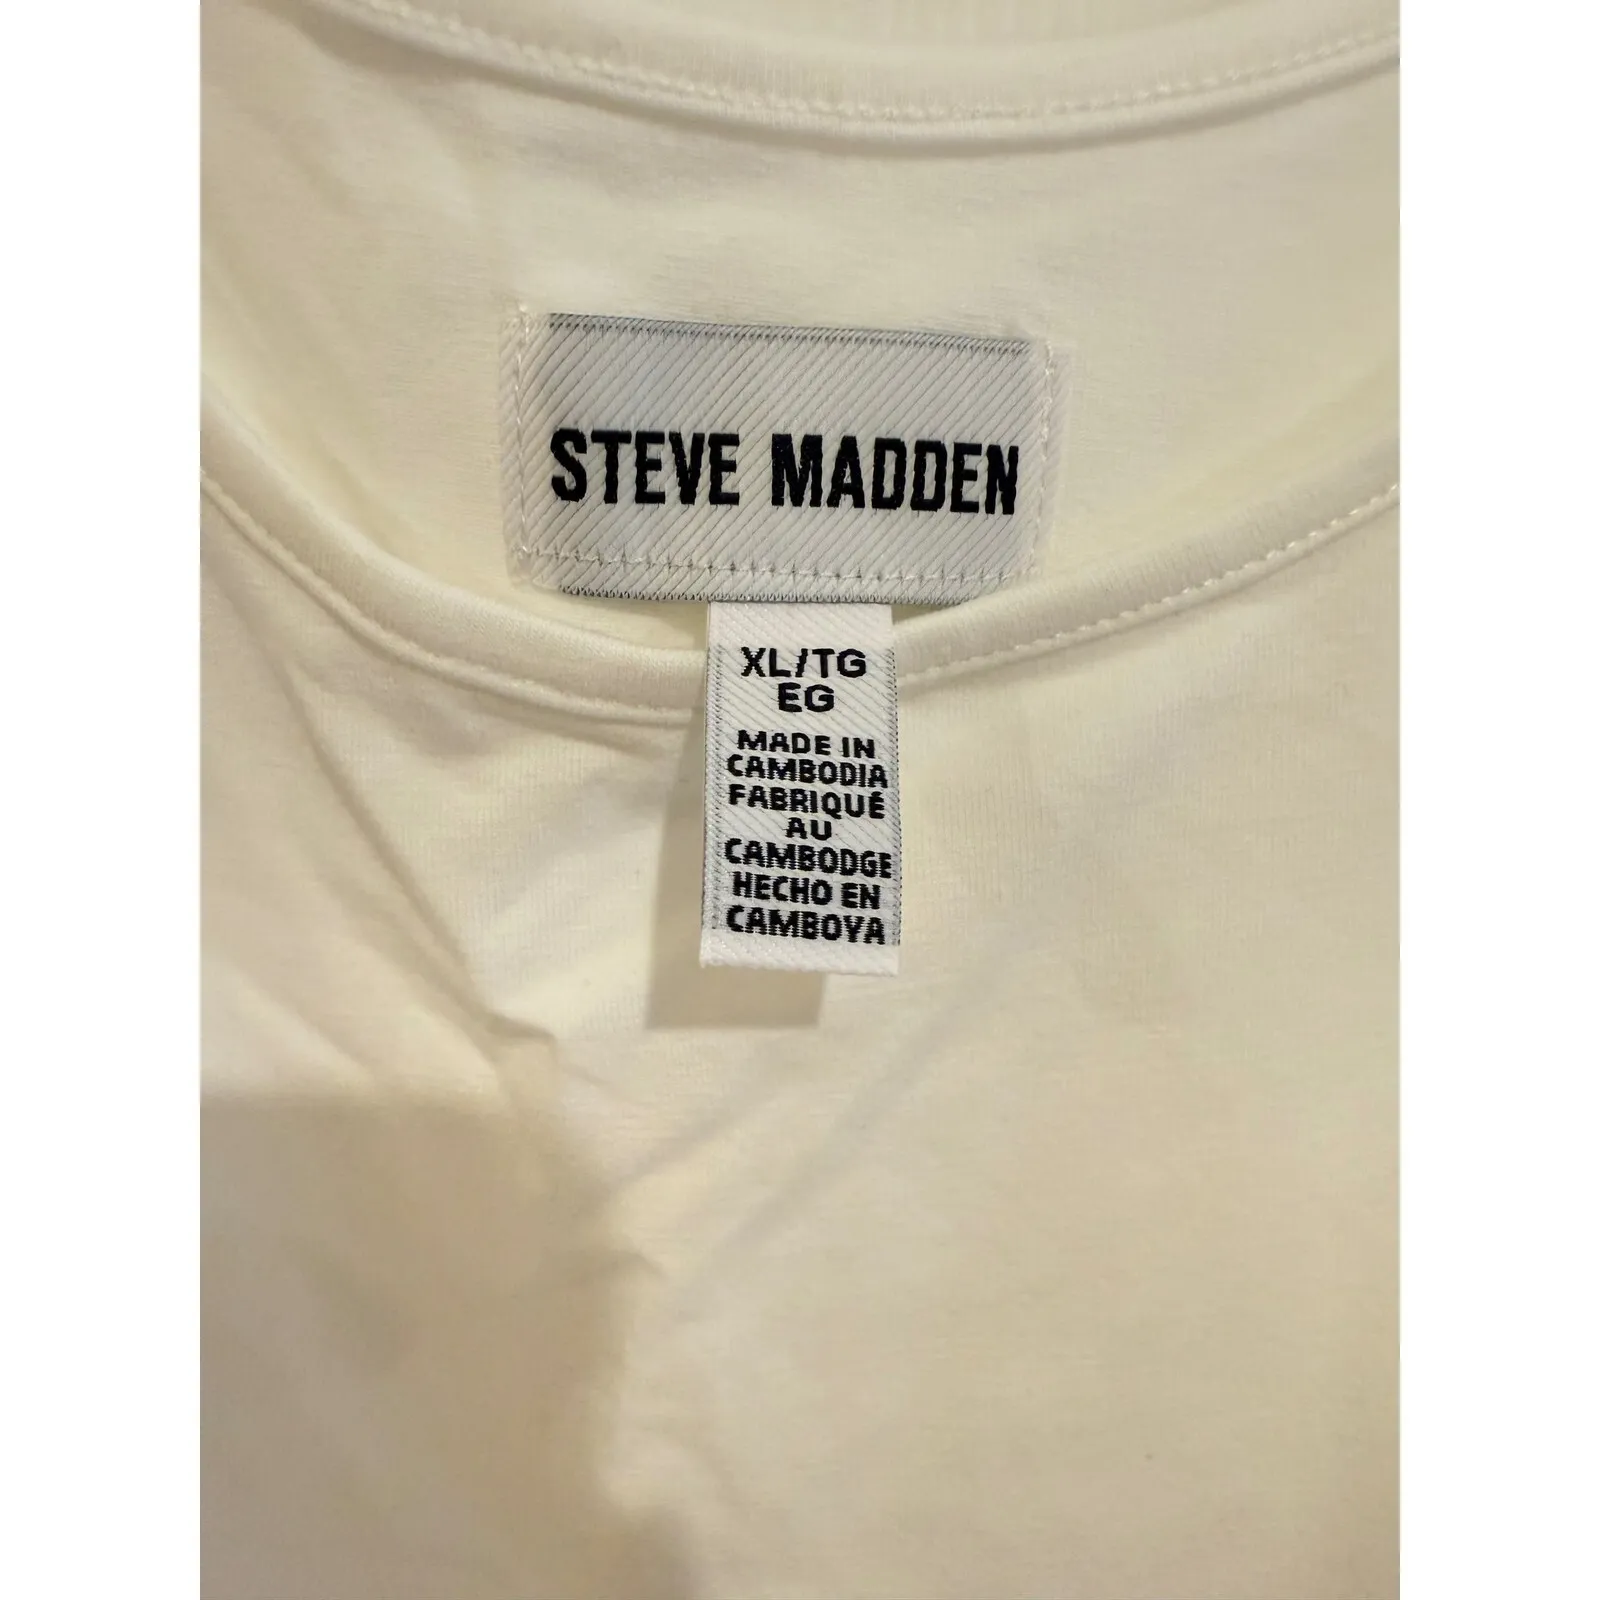 STEVE MADDEN
XL/TG
EG
MADE IN
CAMBODIA
FABRIQUÉ
AU
CAMBODGE
HECHO EN
CAMBOYA